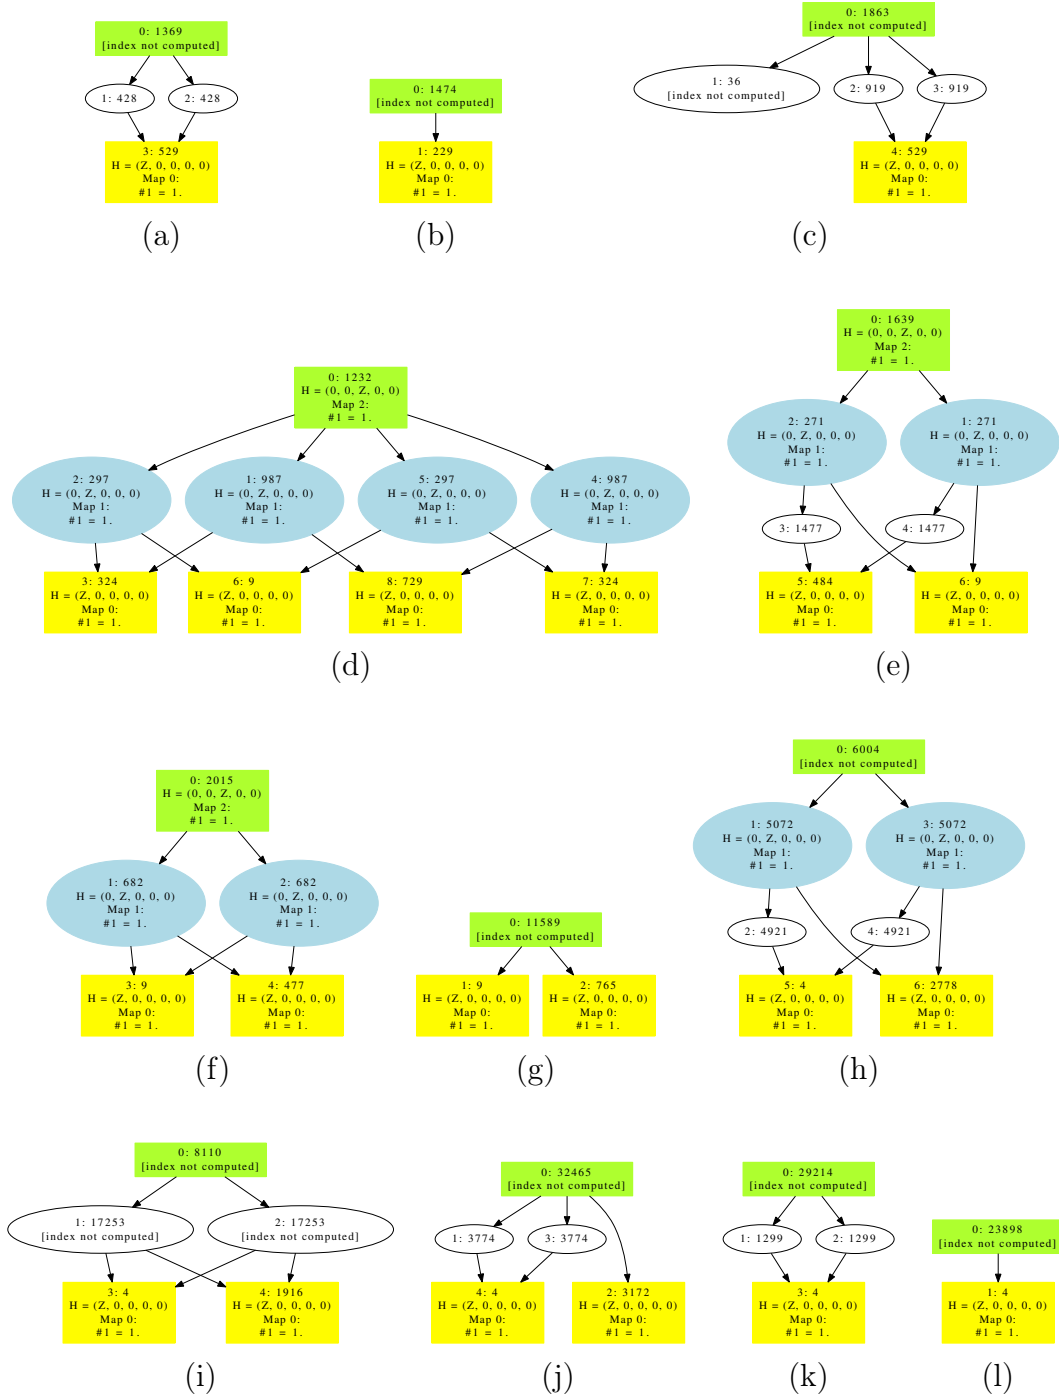 0: 1369
[index not computed]
1: 428
2: 428
3: 529
H = (Z, 0, 0, 0, 0)
Map 0:
#1 = 1.
(a)
0: 1474
[index not computed]
1: 229
H = (Z, 0, 0, 0, 0)
Map 0:
#1 = 1.
(b)
0: 1863
[index not computed]
1: 36
[index not computed]
2: 919
3: 919
4: 529
H = (Z, 0, 0, 0, 0)
Map 0:
#1 = 1.
(c)
0: 1232
H = (0, 0, Z, 0, 0)
Map 2:
#1 = 1.
2: 297
H = (0, Z, 0, 0, 0)
Map 1:
#1 = 1.
1: 987
H = (0, Z, 0, 0, 0)
Map 1:
#1 = 1.
5: 297
H = (0, Z, 0, 0, 0)
Map 1:
#1 = 1.
4: 987
H = (0, Z, 0, 0, 0)
Map 1:
#1 = 1.
3: 324
H = (Z, 0, 0, 0, 0)
Map 0:
#1 = 1.
6: 9
H = (Z, 0, 0, 0, 0)
Map 0:
#1 = 1.
8: 729
H = (Z, 0, 0, 0, 0)
Map 0:
#1 = 1.
7: 324
H = (Z, 0, 0, 0, 0)
Map 0:
#1 = 1.
(d)
0: 1639
H = (0, 0, Z, 0, 0)
Map 2:
#1 = 1.
2: 271
H = (0, Z, 0, 0, 0)
Map 1:
#1 = 1.
1: 271
H = (0, Z, 0, 0, 0)
Map 1:
#1 = 1.
3: 1477
4: 1477
5: 484
H = (Z, 0, 0, 0, 0)
Map 0:
#1 = 1.
6: 9
H = (Z, 0, 0, 0, 0)
Map 0:
#1 = 1.
(e)
0: 2015
H = (0, 0, Z, 0, 0)
Map 2:
#1 = 1.
1: 682
H = (0, Z, 0, 0, 0)
Map 1:
#1 = 1.
2: 682
H = (0, Z, 0, 0, 0)
Map 1:
#1 = 1.
3: 9
H = (Z, 0, 0, 0, 0)
Map 0:
#1 = 1.
4: 477
H = (Z, 0, 0, 0, 0)
Map 0:
#1 = 1.
(f)
0: 11589
[index not computed]
1: 9
H = (Z, 0, 0, 0, 0)
Map 0:
#1 = 1.
2: 765
H = (Z, 0, 0, 0, 0)
Map 0:
#1 = 1.
(g)
0: 6004
[index not computed]
1: 5072
H = (0, Z, 0, 0, 0)
Map 1:
#1 = 1.
3: 5072
H = (0, Z, 0, 0, 0)
Map 1:
#1 = 1.
2: 4921
4: 4921
5: 4
H = (Z, 0, 0, 0, 0)
Map 0:
#1 = 1.
6: 2778
H = (Z, 0, 0, 0, 0)
Map 0:
#1 = 1.
(h)
0: 8110
[index not computed]
1: 17253
[index not computed]
2: 17253
[index not computed]
3: 4
H = (Z, 0, 0, 0, 0)
Map 0:
#1 = 1.
4: 1916
H = (Z, 0, 0, 0, 0)
Map 0:
#1 = 1.
(i)
0: 32465
[index not computed]
1: 3774
3: 3774
4: 4
H = (Z, 0, 0, 0, 0)
Map 0:
#1 = 1.
2: 3172
H = (Z, 0, 0, 0, 0)
Map 0:
#1 = 1.
(j)
0: 29214
[index not computed]
1: 1299
2: 1299
3: 4
H = (Z, 0, 0, 0, 0)
Map 0:
#1 = 1.
(k)
0: 23898
[index not computed]
1: 4
H = (Z, 0, 0, 0, 0)
Map 0:
#1 = 1.
(l)